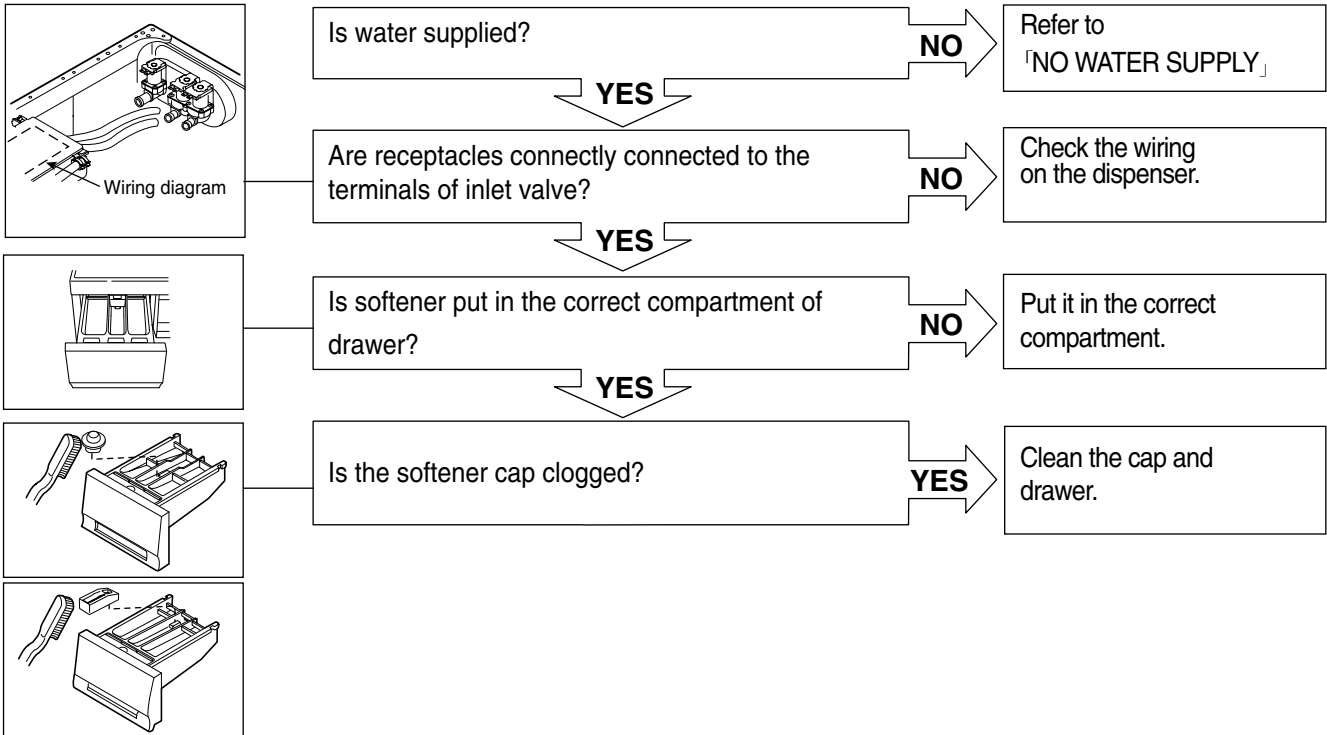 Is water supplied?
NO
Refer to
「NO WATER SUPPLY」
YES
Wiring diagram
Are receptacles connectly connected to the
terminals of inlet valve?
NO
Check the wiring
on the dispenser.
YES
Is softener put in the correct compartment of
drawer?
NO
Put it in the correct
compartment.
YES
Is the softener cap clogged?
YES
Clean the cap and
drawer.